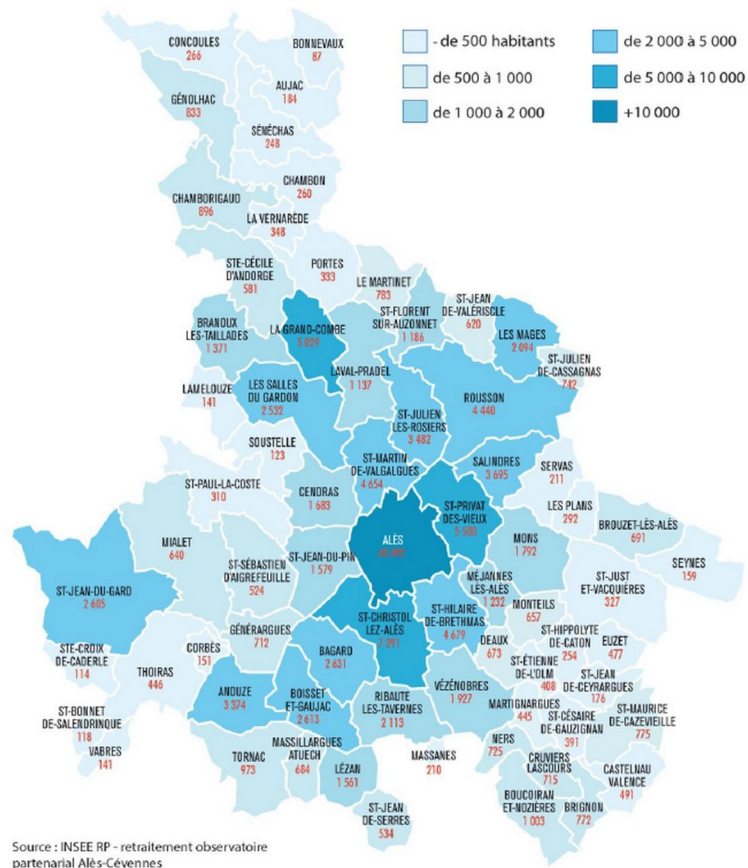 - de 500 habitants
de 500 à 1 000
de 1 000 à 2 000
de 2 000 à 5 000
de 5 000 à 10 000
+10 000
CONCOULES
266
BONNEVAUX
87
AUJAC
184
GÉNOLHAC
833
SÉNÉCHAS
248
CHAMBON
260
CHAMBORIGAUD
896
LA VERNARÈDE
348
STE-CÉCILE
D'ANDORGE
581
PORTES
333
LE MARTINET
783
ST-FLORENT
SUR-AUZONNET
1 186
ST-JEAN
DE-VALÉRISCLE
620
LES MAGES
2 094
ST-JULIEN
DE-CASSAGNAS
742
BRANOUX
LES-TAILLADES
1 371
LA GRAND-COMBE
5 029
LAVAL-PRADEL
1 137
LAMELOUZE
141
LES SALLES
DU GARDON
2 532
ST-JULIEN
LES-ROSIERS
3 482
ROUSSON
4 440
SOUSTELLE
123
ST-MARTIN
DE-VALGALGUES
4 654
SALINDRES
3 695
SERVAS
211
ST-PAUL-LA-COSTE
310
CENDRAS
1 683
ST-PRIVAT
DES-VIEUX
5 500
LES PLANS
292
BROUZET-LÈS-ALÈS
691
MIALET
640
ALÈS
MONS
1 792
SEYNES
159
ST-JEAN-DU-GARD
2 605
ST-SÉBASTIEN
D'AIGREFEUILLE
524
ST-JEAN-DU-PIN
1 579
MÉJANNES
LES-ALÈS
1 232
ST-JUST
ET-VACQUIÈRES
327
GÉNÉRARGUES
712
ST-CHRISTOL
LEZ-ALÈS
7 291
ST-HILAIRE
DE-BRETHMAS
4 679
MONTEILS
657
STE-CROIX
DE-CADERLE
114
CORBÈS
151
BAGARD
2 631
DEAUX
673
ST-HIPPOLYTE
DE-CATON
254
EUZET
477
THOIRAS
446
ST-ÉTIENNE
DE-L'OLM
408
ST-JEAN
DE-CEYRARGUES
176
ANDUZE
3 374
BOISSET
ET-GAUJAC
2 613
RIBAUTE
LES-TAVERNES
2 113
VÉZÉNOBRES
1 927
MARTIGNARGUES
445
ST-CÉSAIRE
DE-GAUZIGNAN
391
ST-MAURICE
DE-CAZEVIEILLE
775
ST-BONNET
DE-SALENDRINQUE
118
VABRES
141
TORNAC
973
MASSILLARGUES
ATUECH
684
LÉZAN
1 561
MASSANES
210
NERS
725
CRUVIERS
LASCOURS
715
CASTELNAU
VALENCE
491
ST-JEAN
DE-SERRES
534
BOUCOIRAN
ET-NOZIÈRES
1 003
BRIGNON
772
Source : INSEE RP - retraitement observatoire
partenarial Alès-Cévennes